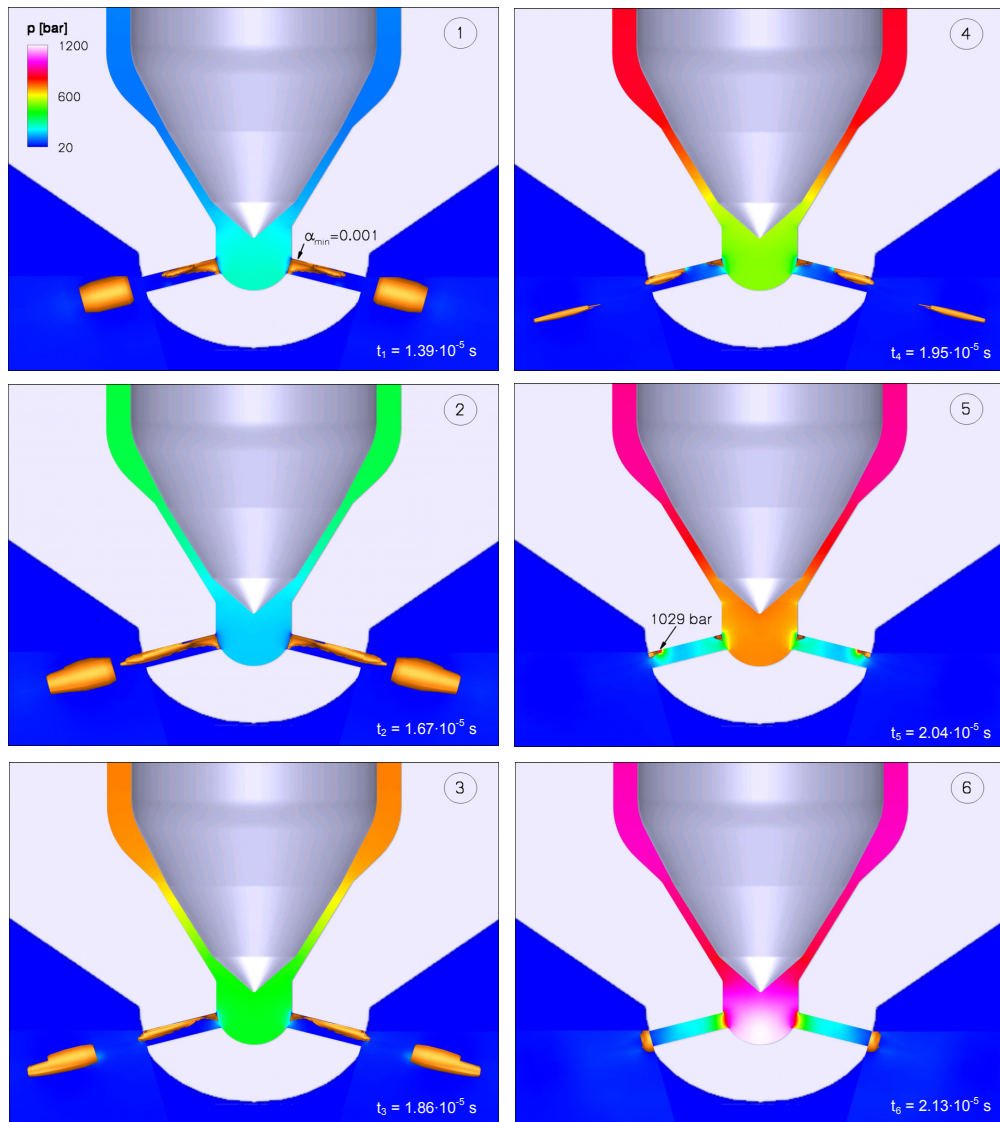 p [bar]
1200
600
20
1
α_min=0.001
t₁ = 1.39·10⁻⁵ s
4
t₄ = 1.95·10⁻⁵ s
2
t₂ = 1.67·10⁻⁵ s
5
1029 bar
t₅ = 2.04·10⁻⁵ s
3
t₃ = 1.86·10⁻⁵ s
6
t₆ = 2.13·10⁻⁵ s